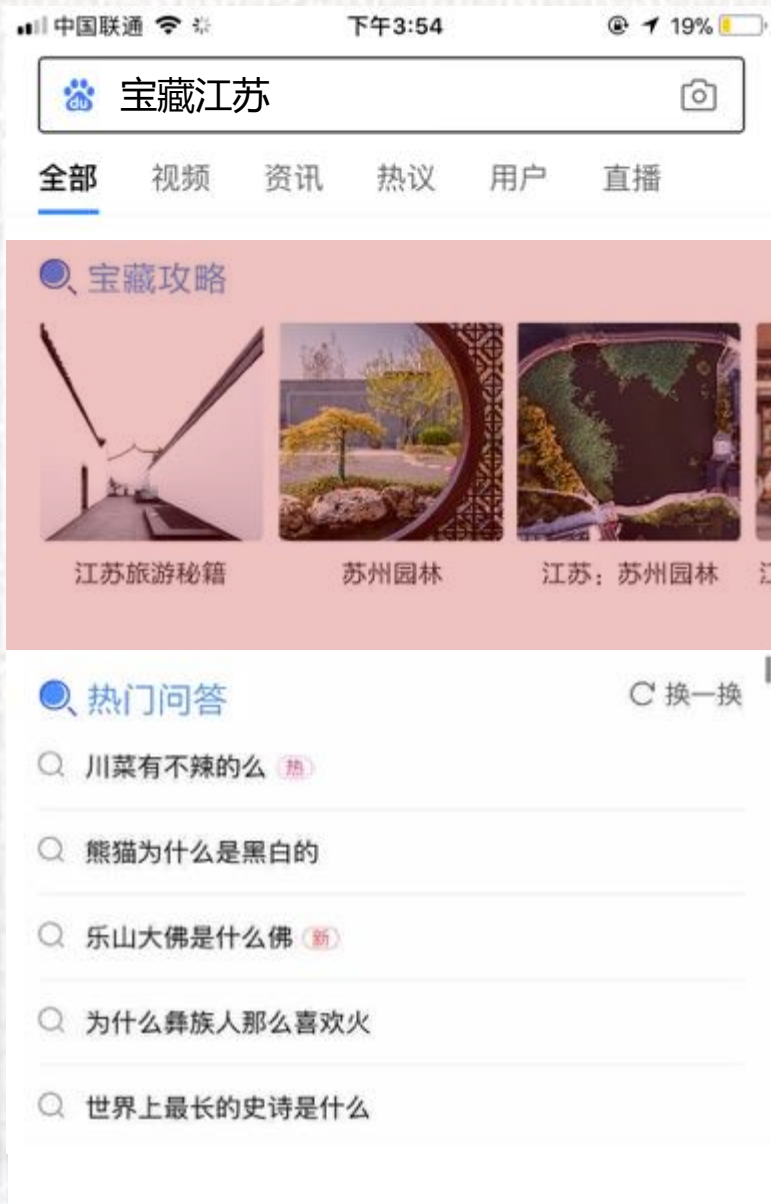 中国联通 下午3:54 19%
du 宝藏江苏
全部 视频 资讯 热议 用户 直播
宝藏攻略
江苏旅游秘籍 苏州园林 江苏：苏州园林
热门问答 换一换
川菜有不辣的么 热
熊猫为什么是黑白的
乐山大佛是什么佛 新
为什么彝族人那么喜欢火
世界上最长的史诗是什么